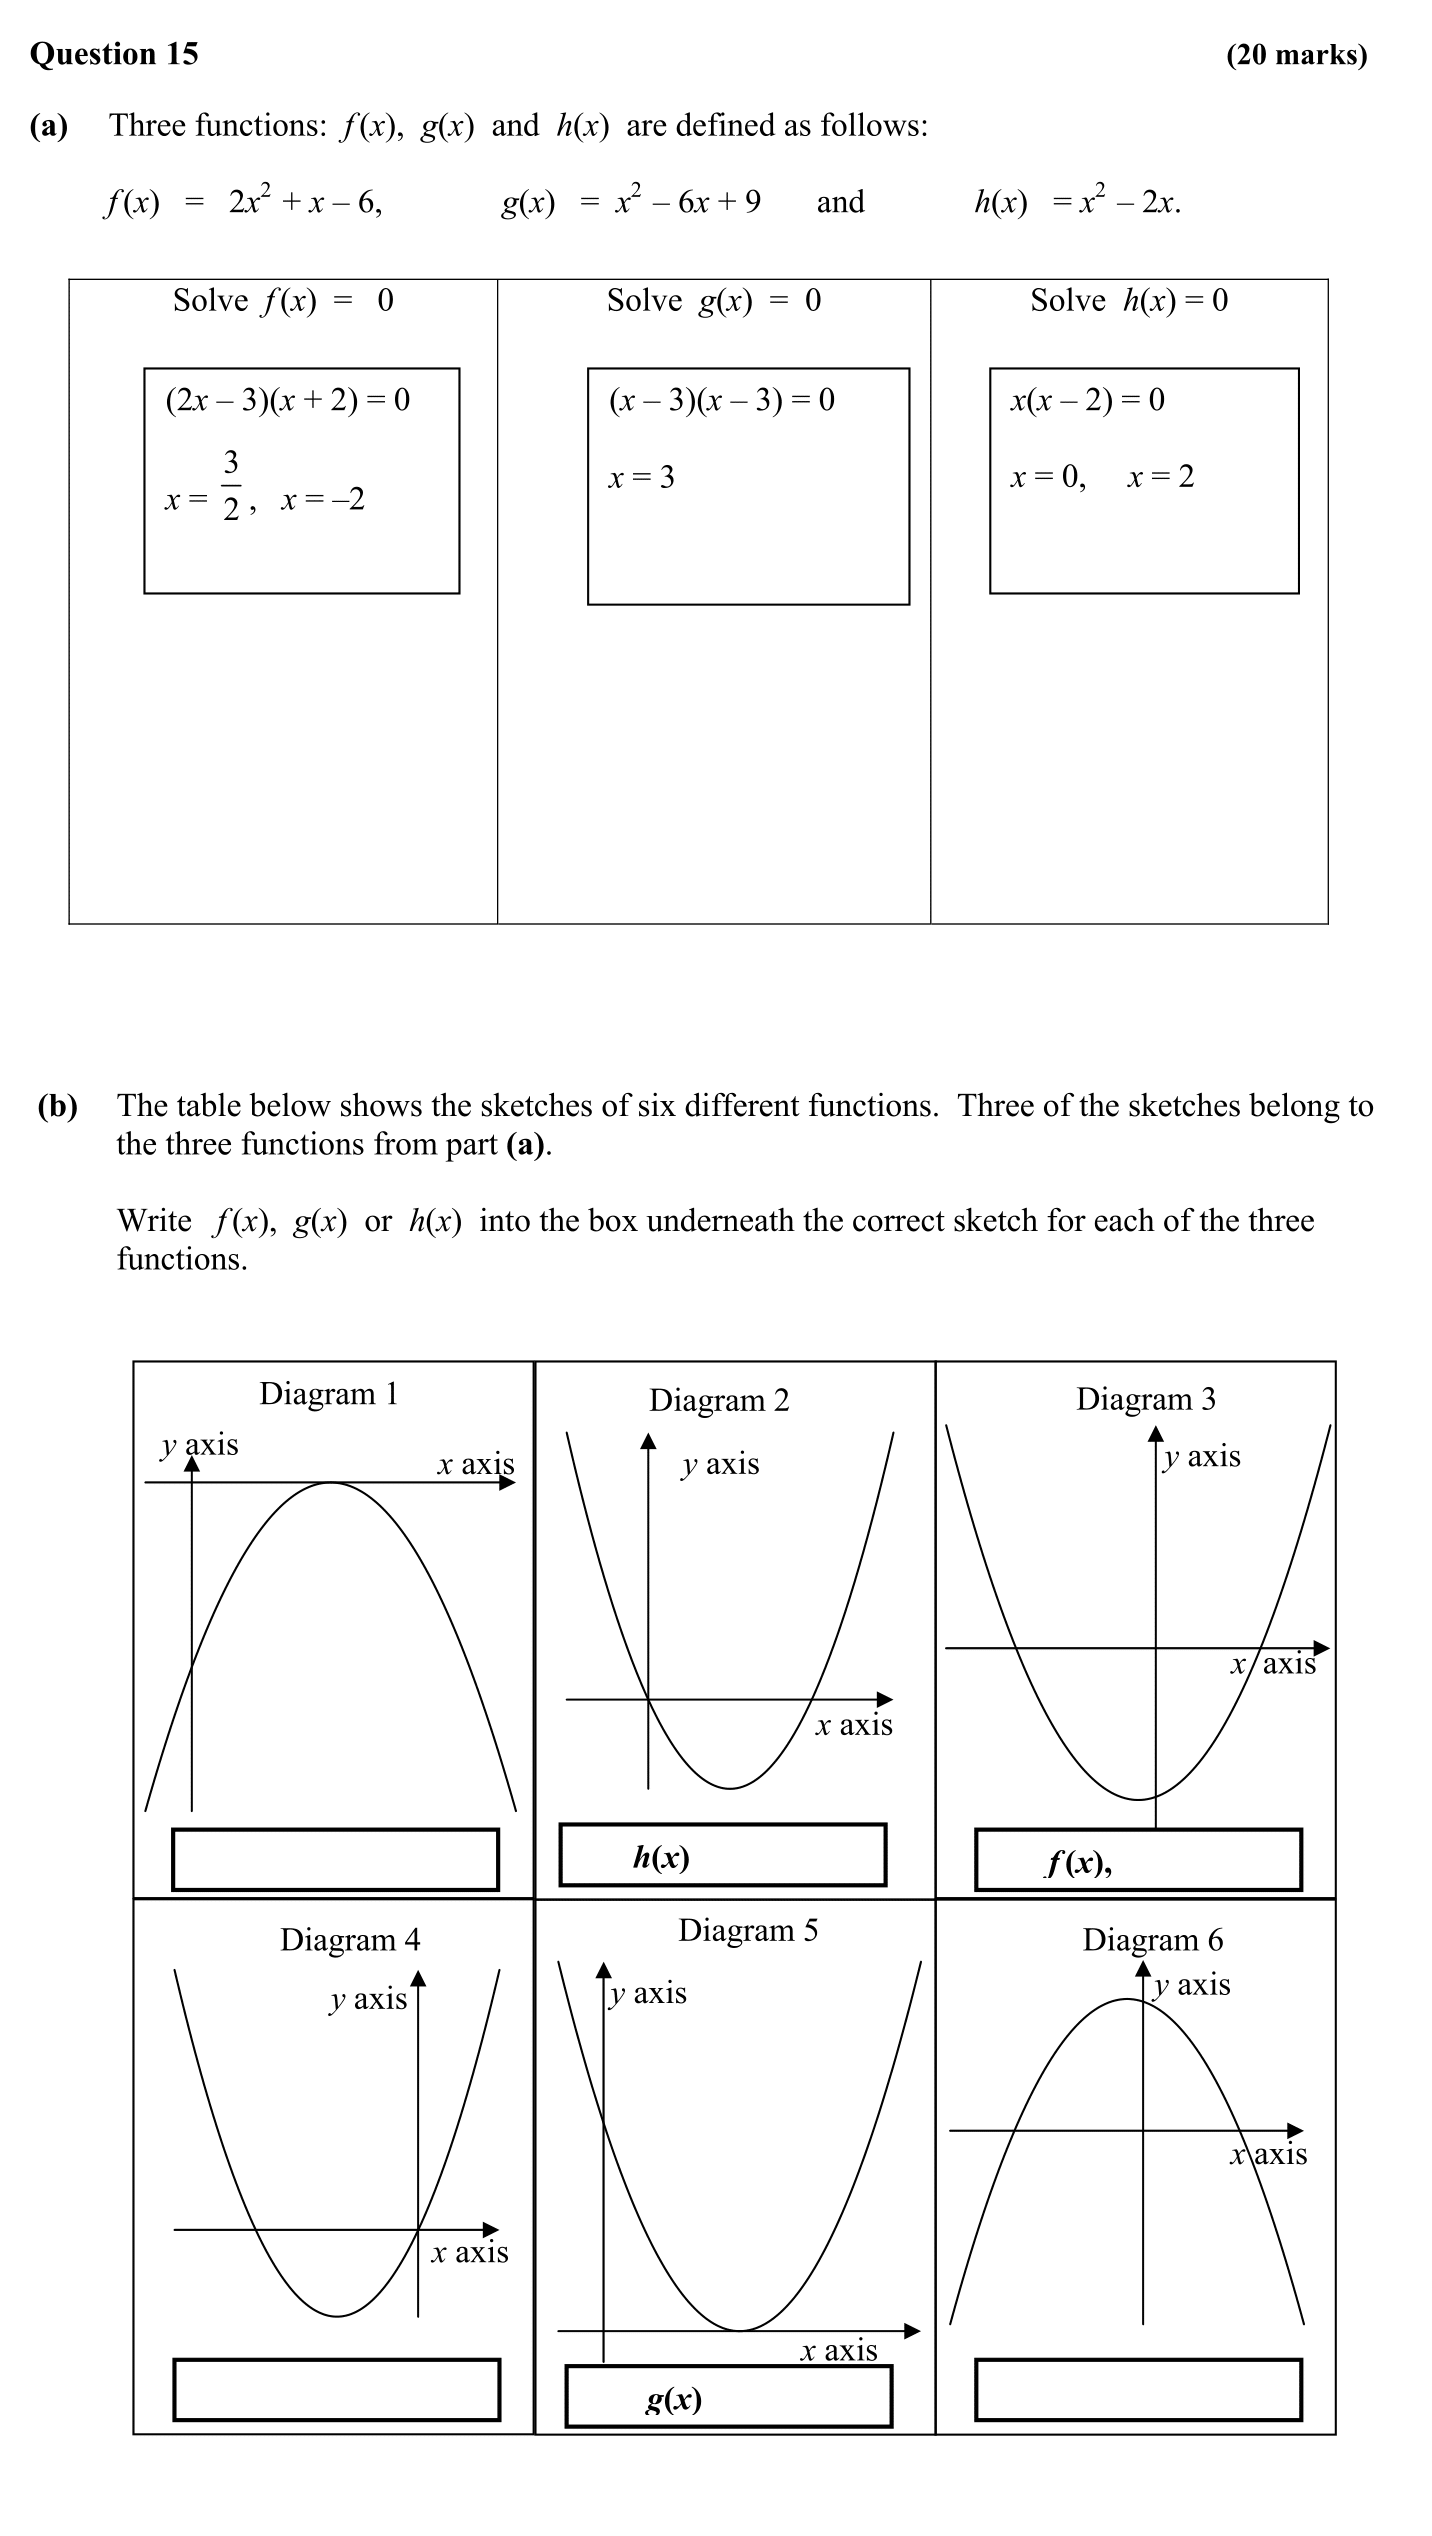 Question 15 (20 marks)
(a) Three functions: f(x), g(x) and h(x) are defined as follows:
f(x) = 2x² + x – 6, g(x) = x² – 6x + 9 and h(x) = x² – 2x.
Solve f(x) = 0 Solve g(x) = 0 Solve h(x) = 0
(2x – 3)(x + 2) = 0 (x – 3)(x – 3) = 0 x(x – 2) = 0
x = 3/2, x = –2 x = 3 x = 0, x = 2
(b) The table below shows the sketches of six different functions. Three of the sketches belong to
the three functions from part (a).
Write f(x), g(x) or h(x) into the box underneath the correct sketch for each of the three
functions.
Diagram 1
y axis
x axis
Diagram 2
y axis
x axis
h(x)
Diagram 3
y axis
x axis
f(x),
Diagram 4
y axis
x axis
Diagram 5
y axis
x axis
g(x)
Diagram 6
y axis
x axis